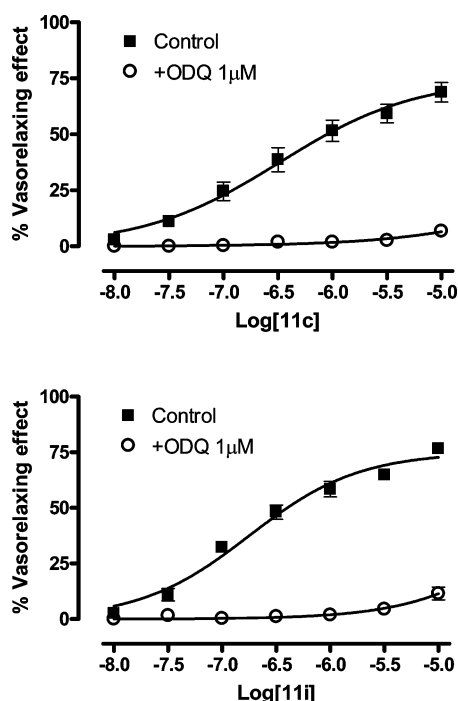 100
75
50
25
0
% Vasorelaxing effect
Control
+ODQ 1μM
-8.0 -7.5 -7.0 -6.5 -6.0 -5.5 -5.0
Log[11c]
100
75
50
25
0
% Vasorelaxing effect
Control
+ODQ 1μM
-8.0 -7.5 -7.0 -6.5 -6.0 -5.5 -5.0
Log[11i]